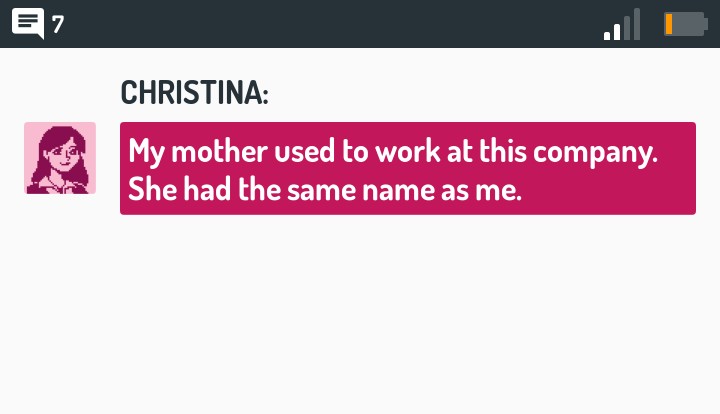 7
CHRISTINA:
My mother used to work at this company.
She had the same name as me.